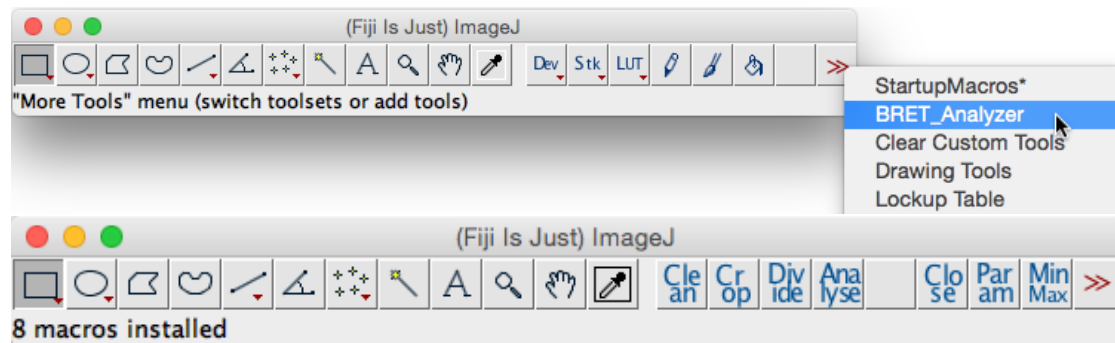 (Fiji Is Just) ImageJ
A Dev Stk LUT >>
"More Tools" menu (switch toolsets or add tools)
StartupMacros*
BRET_Analyzer
Clear Custom Tools
Drawing Tools
Lockup Table
(Fiji Is Just) ImageJ
A Cle Cr Div Ana Clo Par Min >>
an op ide lyse se am Max
8 macros installed